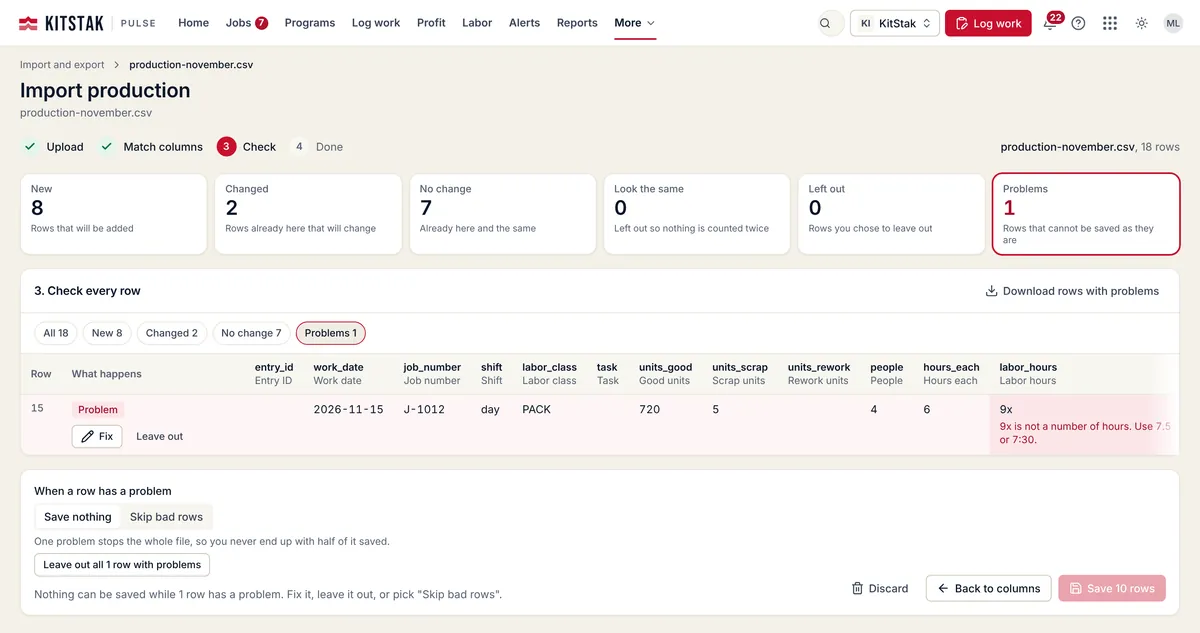 KITSTAK PULSE Home Jobs 7 Programs Log work Profit Labor Alerts Reports More KI KitStak Log work 22 ML
Import and export production-november.csv
Import production
production-november.csv
Upload Match columns 3 Check 4 Done production-november.csv, 18 rows
New Changed No change Look the same Left out Problems
8 2 7 0 0 1
Rows that will be added Rows already here that will change Already here and the same Left out so nothing is counted twice Rows you chose to leave out Rows that cannot be saved as they
are
3. Check every row Download rows with problems
All 18 New 8 Changed 2 No change 7 Problems 1
Row What happens entry_id work_date job_number shift labor_class task units_good units_scrap units_rework people hours_each labor_hours
Entry ID Work date Job number Shift Labor class Task Good units Scrap units Rework units People Hours each Labor hours
15 Problem 2026-11-15 J-1012 day PACK 720 5 4 6 9x
9x is not a number of hours. Use 7.5
Fix Leave out or 7:30.
When a row has a problem
Save nothing Skip bad rows
One problem stops the whole file, so you never end up with half of it saved.
Leave out all 1 row with problems
Nothing can be saved while 1 row has a problem. Fix it, leave it out, or pick "Skip bad rows". Discard Back to columns Save 10 rows